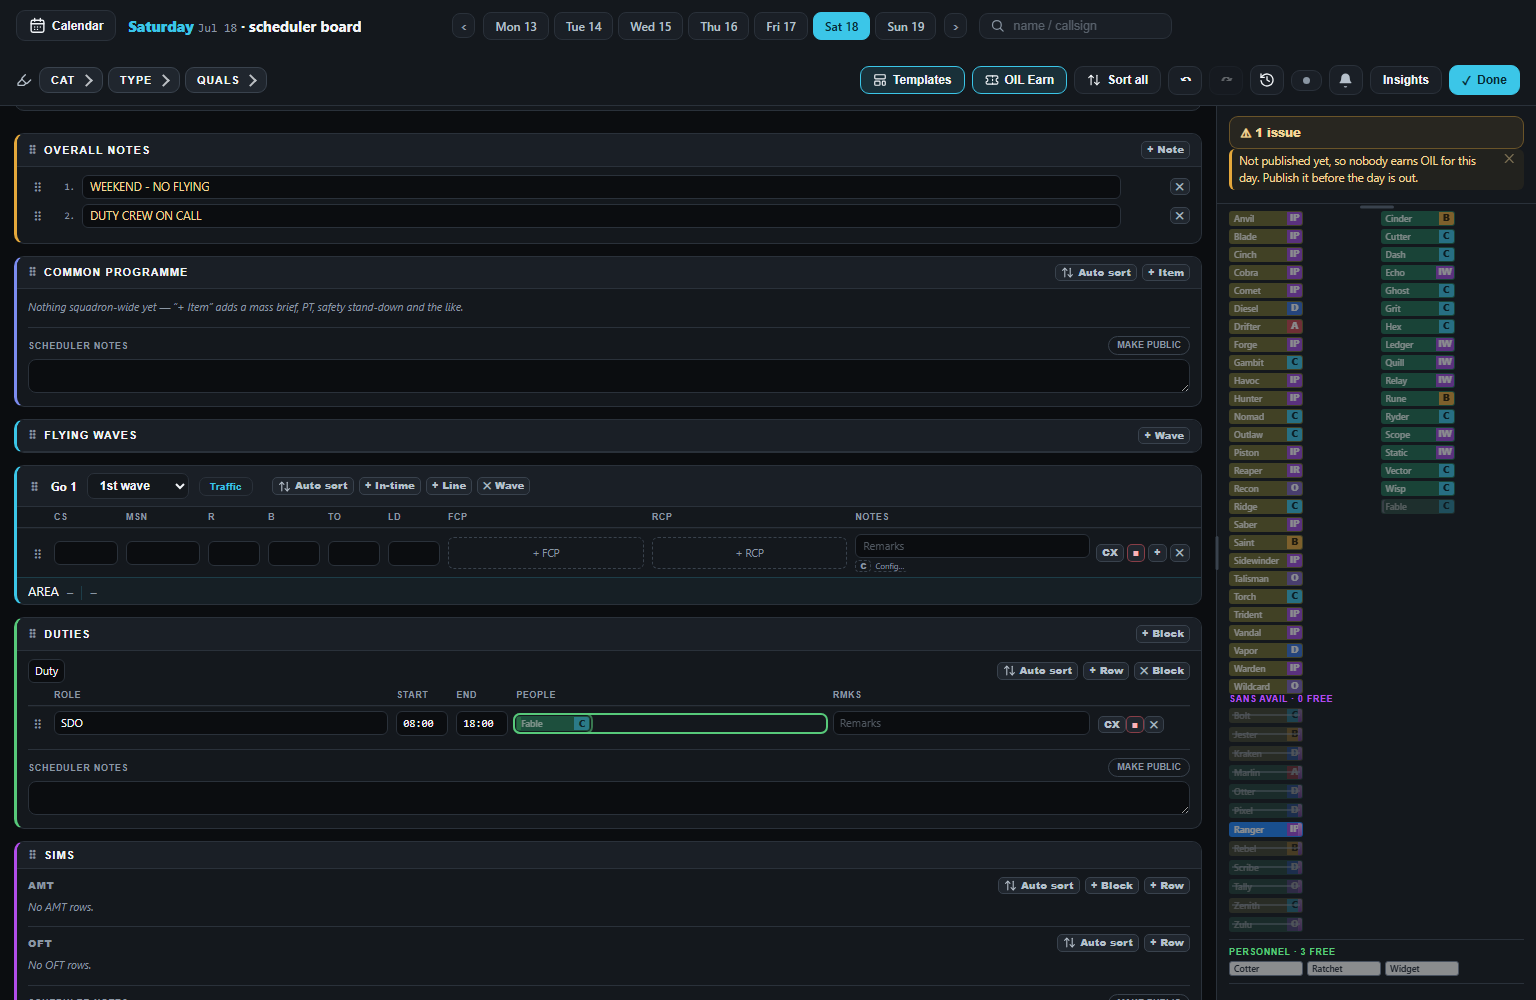 Calendar
Saturday Jul 18 · scheduler board
‹ Mon 13 Tue 14 Wed 15 Thu 16 Fri 17 Sat 18 Sun 19 ›
name / callsign
CAT TYPE QUALS
Templates OIL Earn Sort all Insights ✓ Done
OVERALL NOTES
+ Note
1. WEEKEND - NO FLYING
2. DUTY CREW ON CALL
COMMON PROGRAMME
Auto sort + Item
Nothing squadron-wide yet — "+ Item" adds a mass brief, PT, safety stand-down and the like.
SCHEDULER NOTES
MAKE PUBLIC
FLYING WAVES
+ Wave
Go 1 1st wave Traffic Auto sort + In-time + Line × Wave
CS MSN R B TO LD FCP RCP NOTES
+ FCP + RCP Remarks CX
C Config...
AREA – | –
DUTIES
+ Block
Duty
Auto sort + Row × Block
ROLE START END PEOPLE RMKS
SDO 08:00 18:00 Fable C Remarks CX
SCHEDULER NOTES
MAKE PUBLIC
SIMS
AMT
Auto sort + Block + Row
No AMT rows.
OFT
Auto sort + Row
No OFT rows.
⚠ 1 issue
Not published yet, so nobody earns OIL for this
day. Publish it before the day is out.
Anvil IP
Blade IP
Cinch IP
Cobra IP
Comet IP
Diesel D
Drifter A
Forge IP
Gambit C
Havoc IP
Hunter IP
Nomad C
Outlaw C
Piston IP
Reaper IR
Recon O
Ridge C
Saber IP
Saint B
Sidewinder IP
Talisman O
Torch C
Trident IP
Vandal IP
Vapor D
Warden IP
Wildcard O
Cinder B
Cutter C
Dash C
Echo IW
Ghost C
Grit C
Hex C
Ledger IW
Quill IW
Relay IW
Rune B
Ryder C
Scope IW
Static IW
Vector C
Wisp C
Fable C
SANS AVAIL · 0 FREE
Bolt C
Jester B
Kraken D
Marlin A
Otter D
Pixel D
Ranger IP
Rebel B
Scribe D
Tally O
Zenith C
Zulu O
PERSONNEL · 3 FREE
Cotter Ratchet Widget